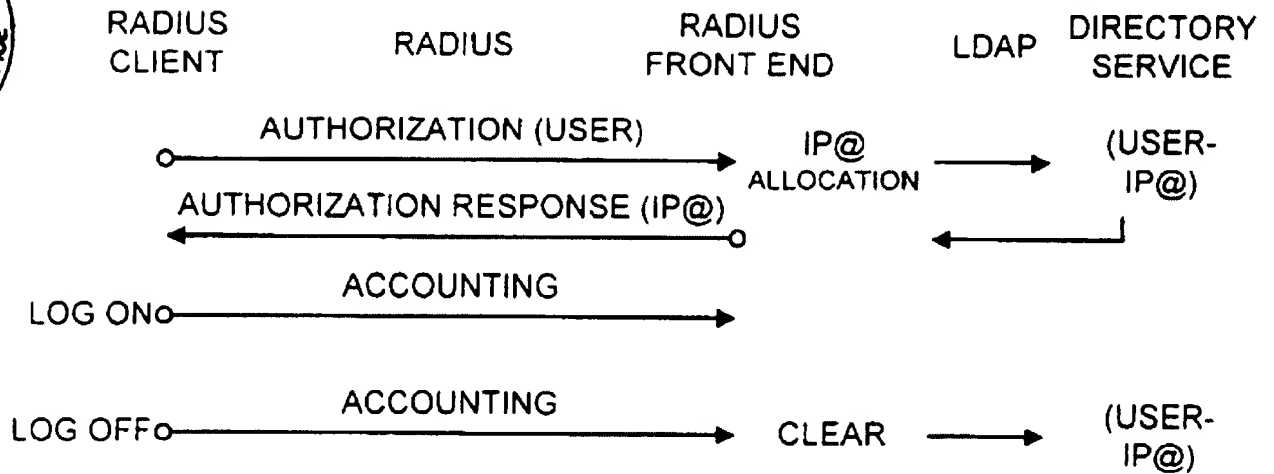 RADIUS CLIENT
RADIUS
RADIUS FRONT END
LDAP
DIRECTORY SERVICE
AUTHORIZATION (USER)
IP@ ALLOCATION
(USER-IP@)
AUTHORIZATION RESPONSE (IP@)
ACCOUNTING
LOG ON
ACCOUNTING
LOG OFF
CLEAR
(USER-IP@)